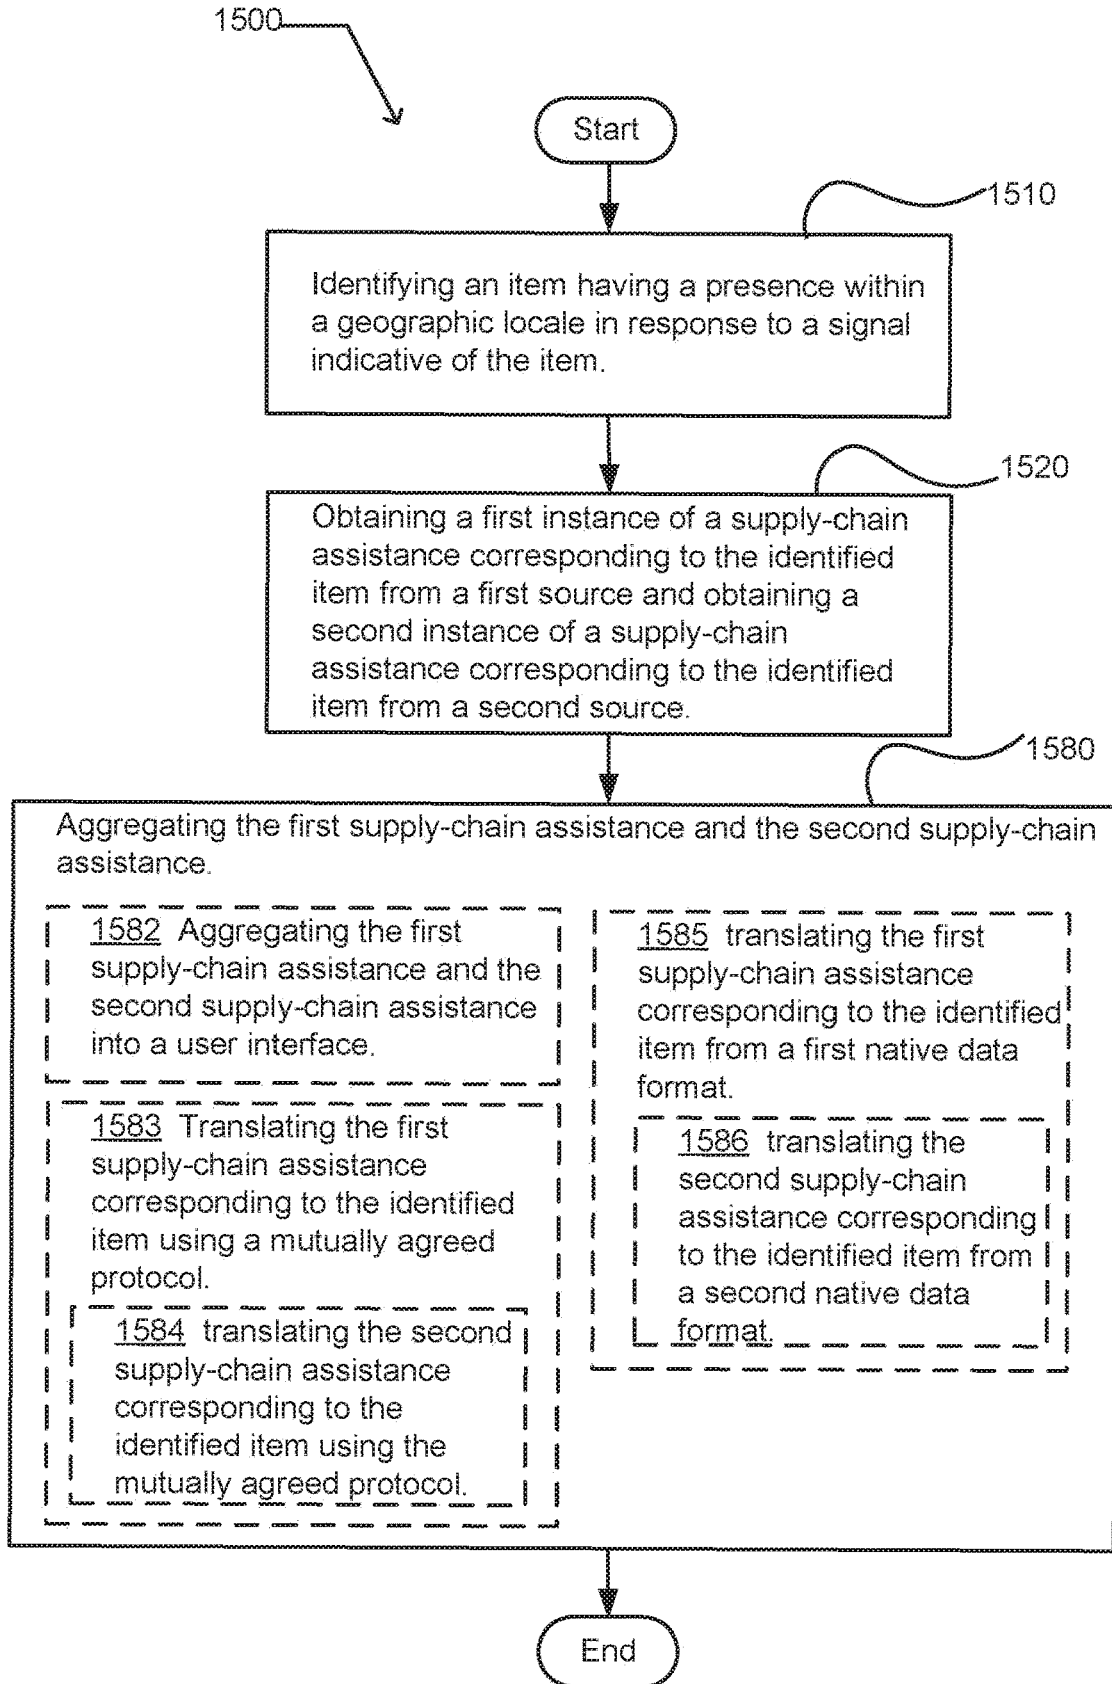 1500
Start
1510
Identifying an item having a presence within
a geographic locale in response to a signal
indicative of the item.
1520
Obtaining a first instance of a supply-chain
assistance corresponding to the identified
item from a first source and obtaining a
second instance of a supply-chain
assistance corresponding to the identified
item from a second source.
1580
Aggregating the first supply-chain assistance and the second supply-chain
assistance.
1582 Aggregating the first
supply-chain assistance and the
second supply-chain assistance
into a user interface.
1583 Translating the first
supply-chain assistance
corresponding to the identified
item using a mutually agreed
protocol.
1584 translating the second
supply-chain assistance
corresponding to the
identified item using the
mutually agreed protocol.
1585 translating the first
supply-chain assistance
corresponding to the identified
item from a first native data
format.
1586 translating the
second supply-chain
assistance corresponding
to the identified item from
a second native data
format.
End